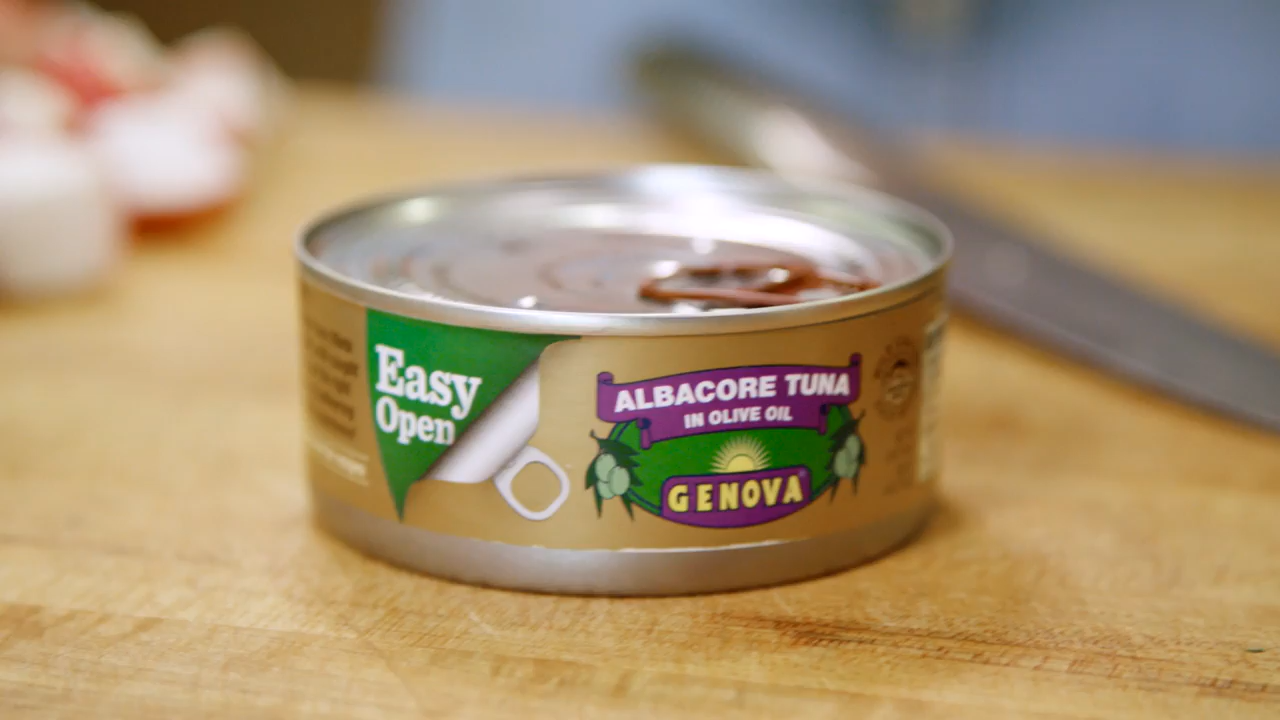 Easy
Open
ALBACORE TUNA
IN OLIVE OIL
GENOVA